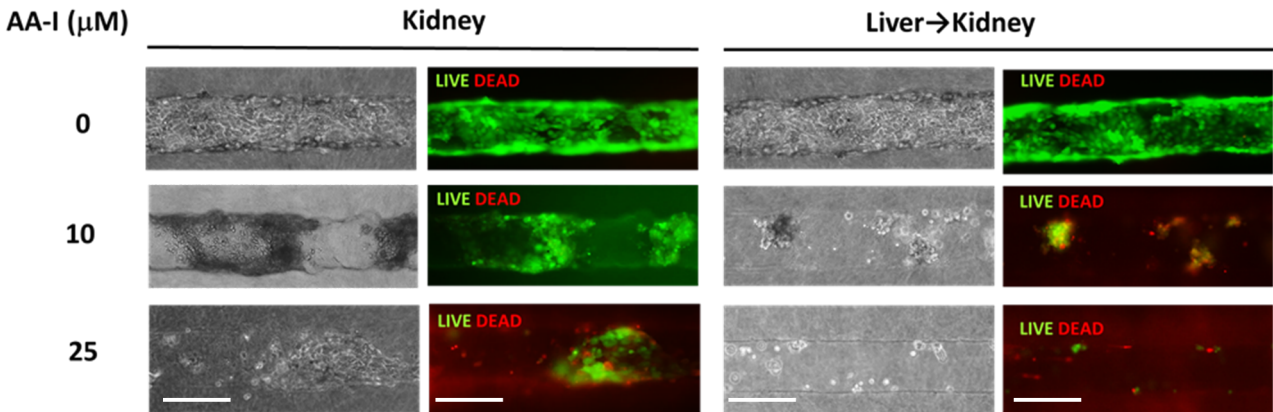 AA-I (µM) Kidney Liver→Kidney
0 LIVE DEAD LIVE DEAD
10 LIVE DEAD LIVE DEAD
25 LIVE DEAD LIVE DEAD